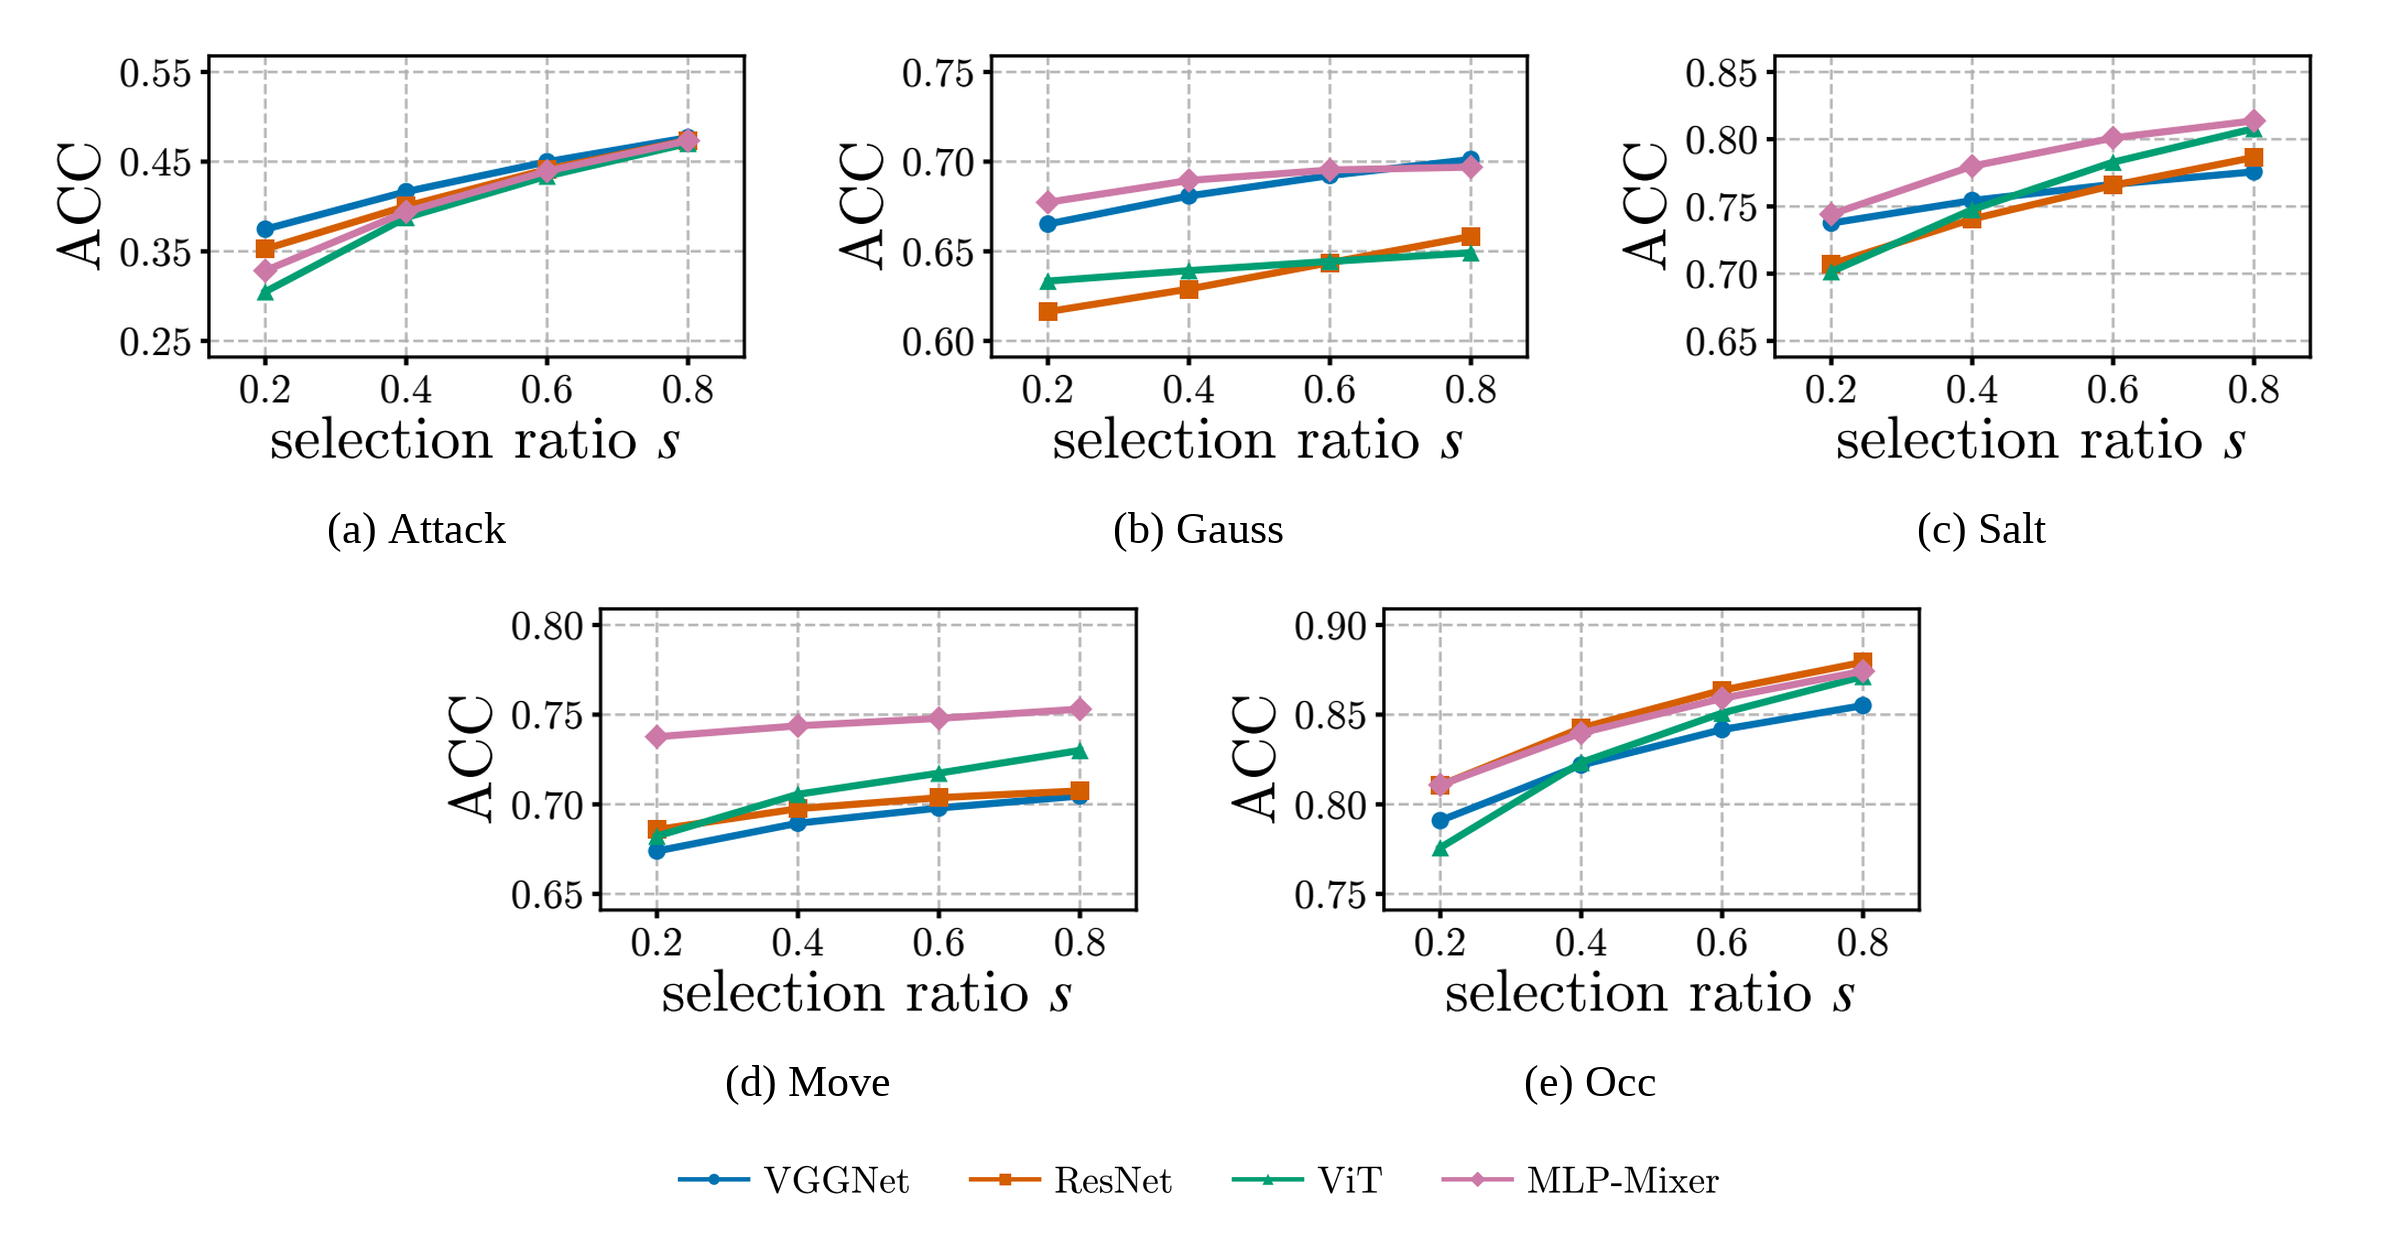 0.55
0.45
0.35
0.25
ACC
0.2 0.4 0.6 0.8
selection ratio s
(a) Attack
0.75
0.70
0.65
0.60
ACC
0.2 0.4 0.6 0.8
selection ratio s
(b) Gauss
0.85
0.80
0.75
0.70
0.65
ACC
0.2 0.4 0.6 0.8
selection ratio s
(c) Salt
0.80
0.75
0.70
0.65
ACC
0.2 0.4 0.6 0.8
selection ratio s
(d) Move
0.90
0.85
0.80
0.75
ACC
0.2 0.4 0.6 0.8
selection ratio s
(e) Occ
VGGNet ResNet ViT MLP-Mixer